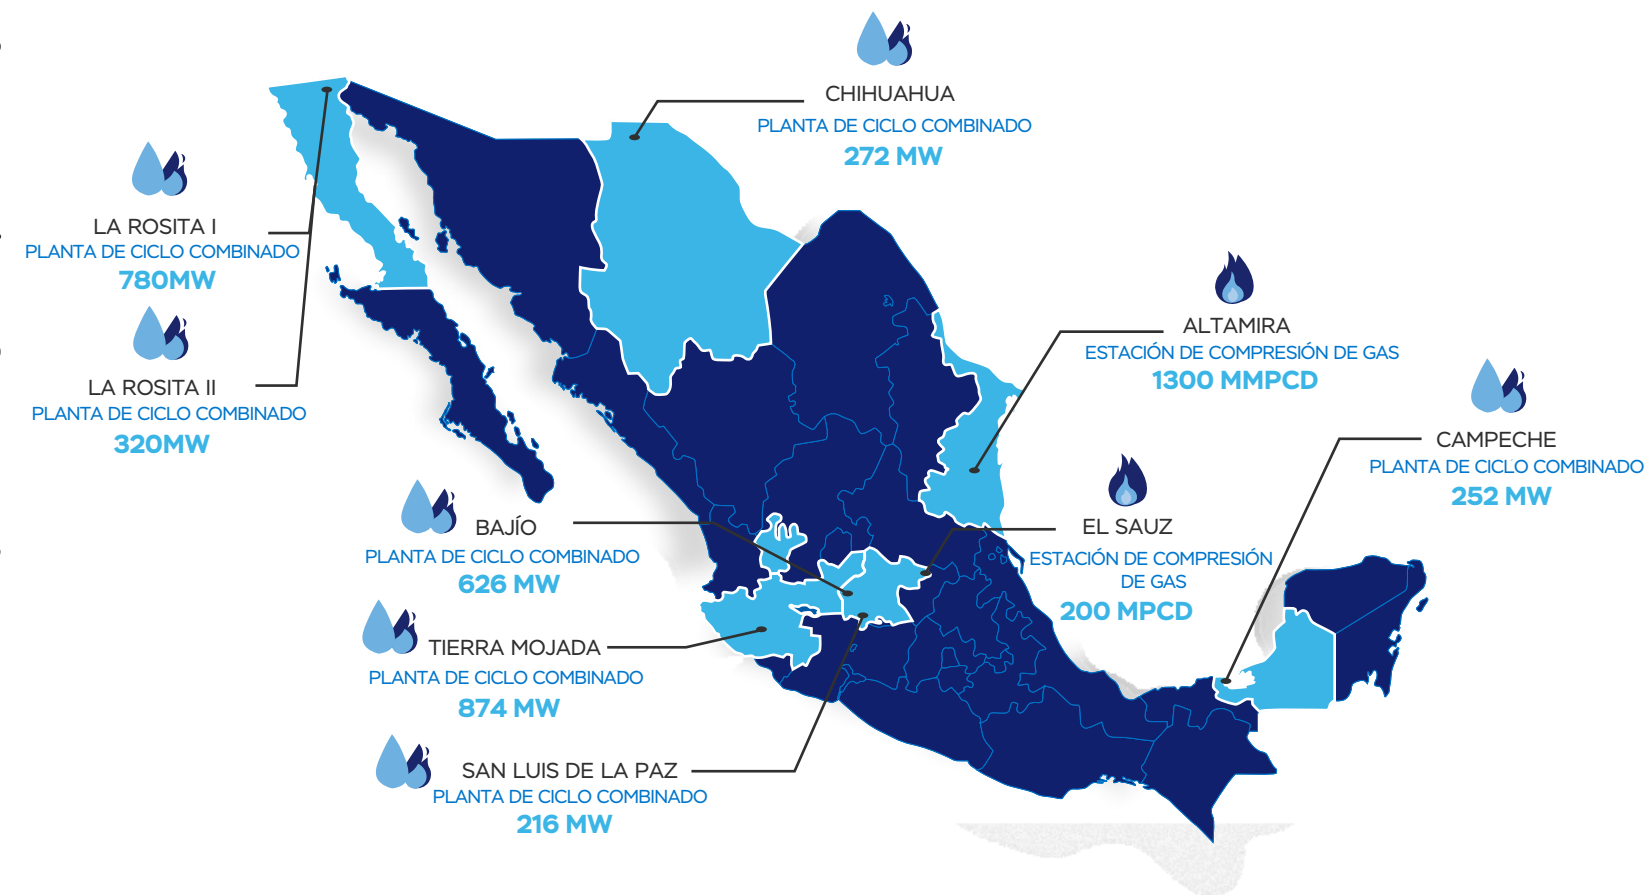 CHIHUAHUA
PLANTA DE CICLO COMBINADO
272 MW
LA ROSITA I
PLANTA DE CICLO COMBINADO
780MW
LA ROSITA II
PLANTA DE CICLO COMBINADO
320MW
ALTAMIRA
ESTACIÓN DE COMPRESIÓN DE GAS
1300 MMPCD
CAMPECHE
PLANTA DE CICLO COMBINADO
252 MW
BAJÍO
PLANTA DE CICLO COMBINADO
626 MW
EL SAUZ
ESTACIÓN DE COMPRESIÓN
DE GAS
200 MPCD
TIERRA MOJADA
PLANTA DE CICLO COMBINADO
874 MW
SAN LUIS DE LA PAZ
PLANTA DE CICLO COMBINADO
216 MW